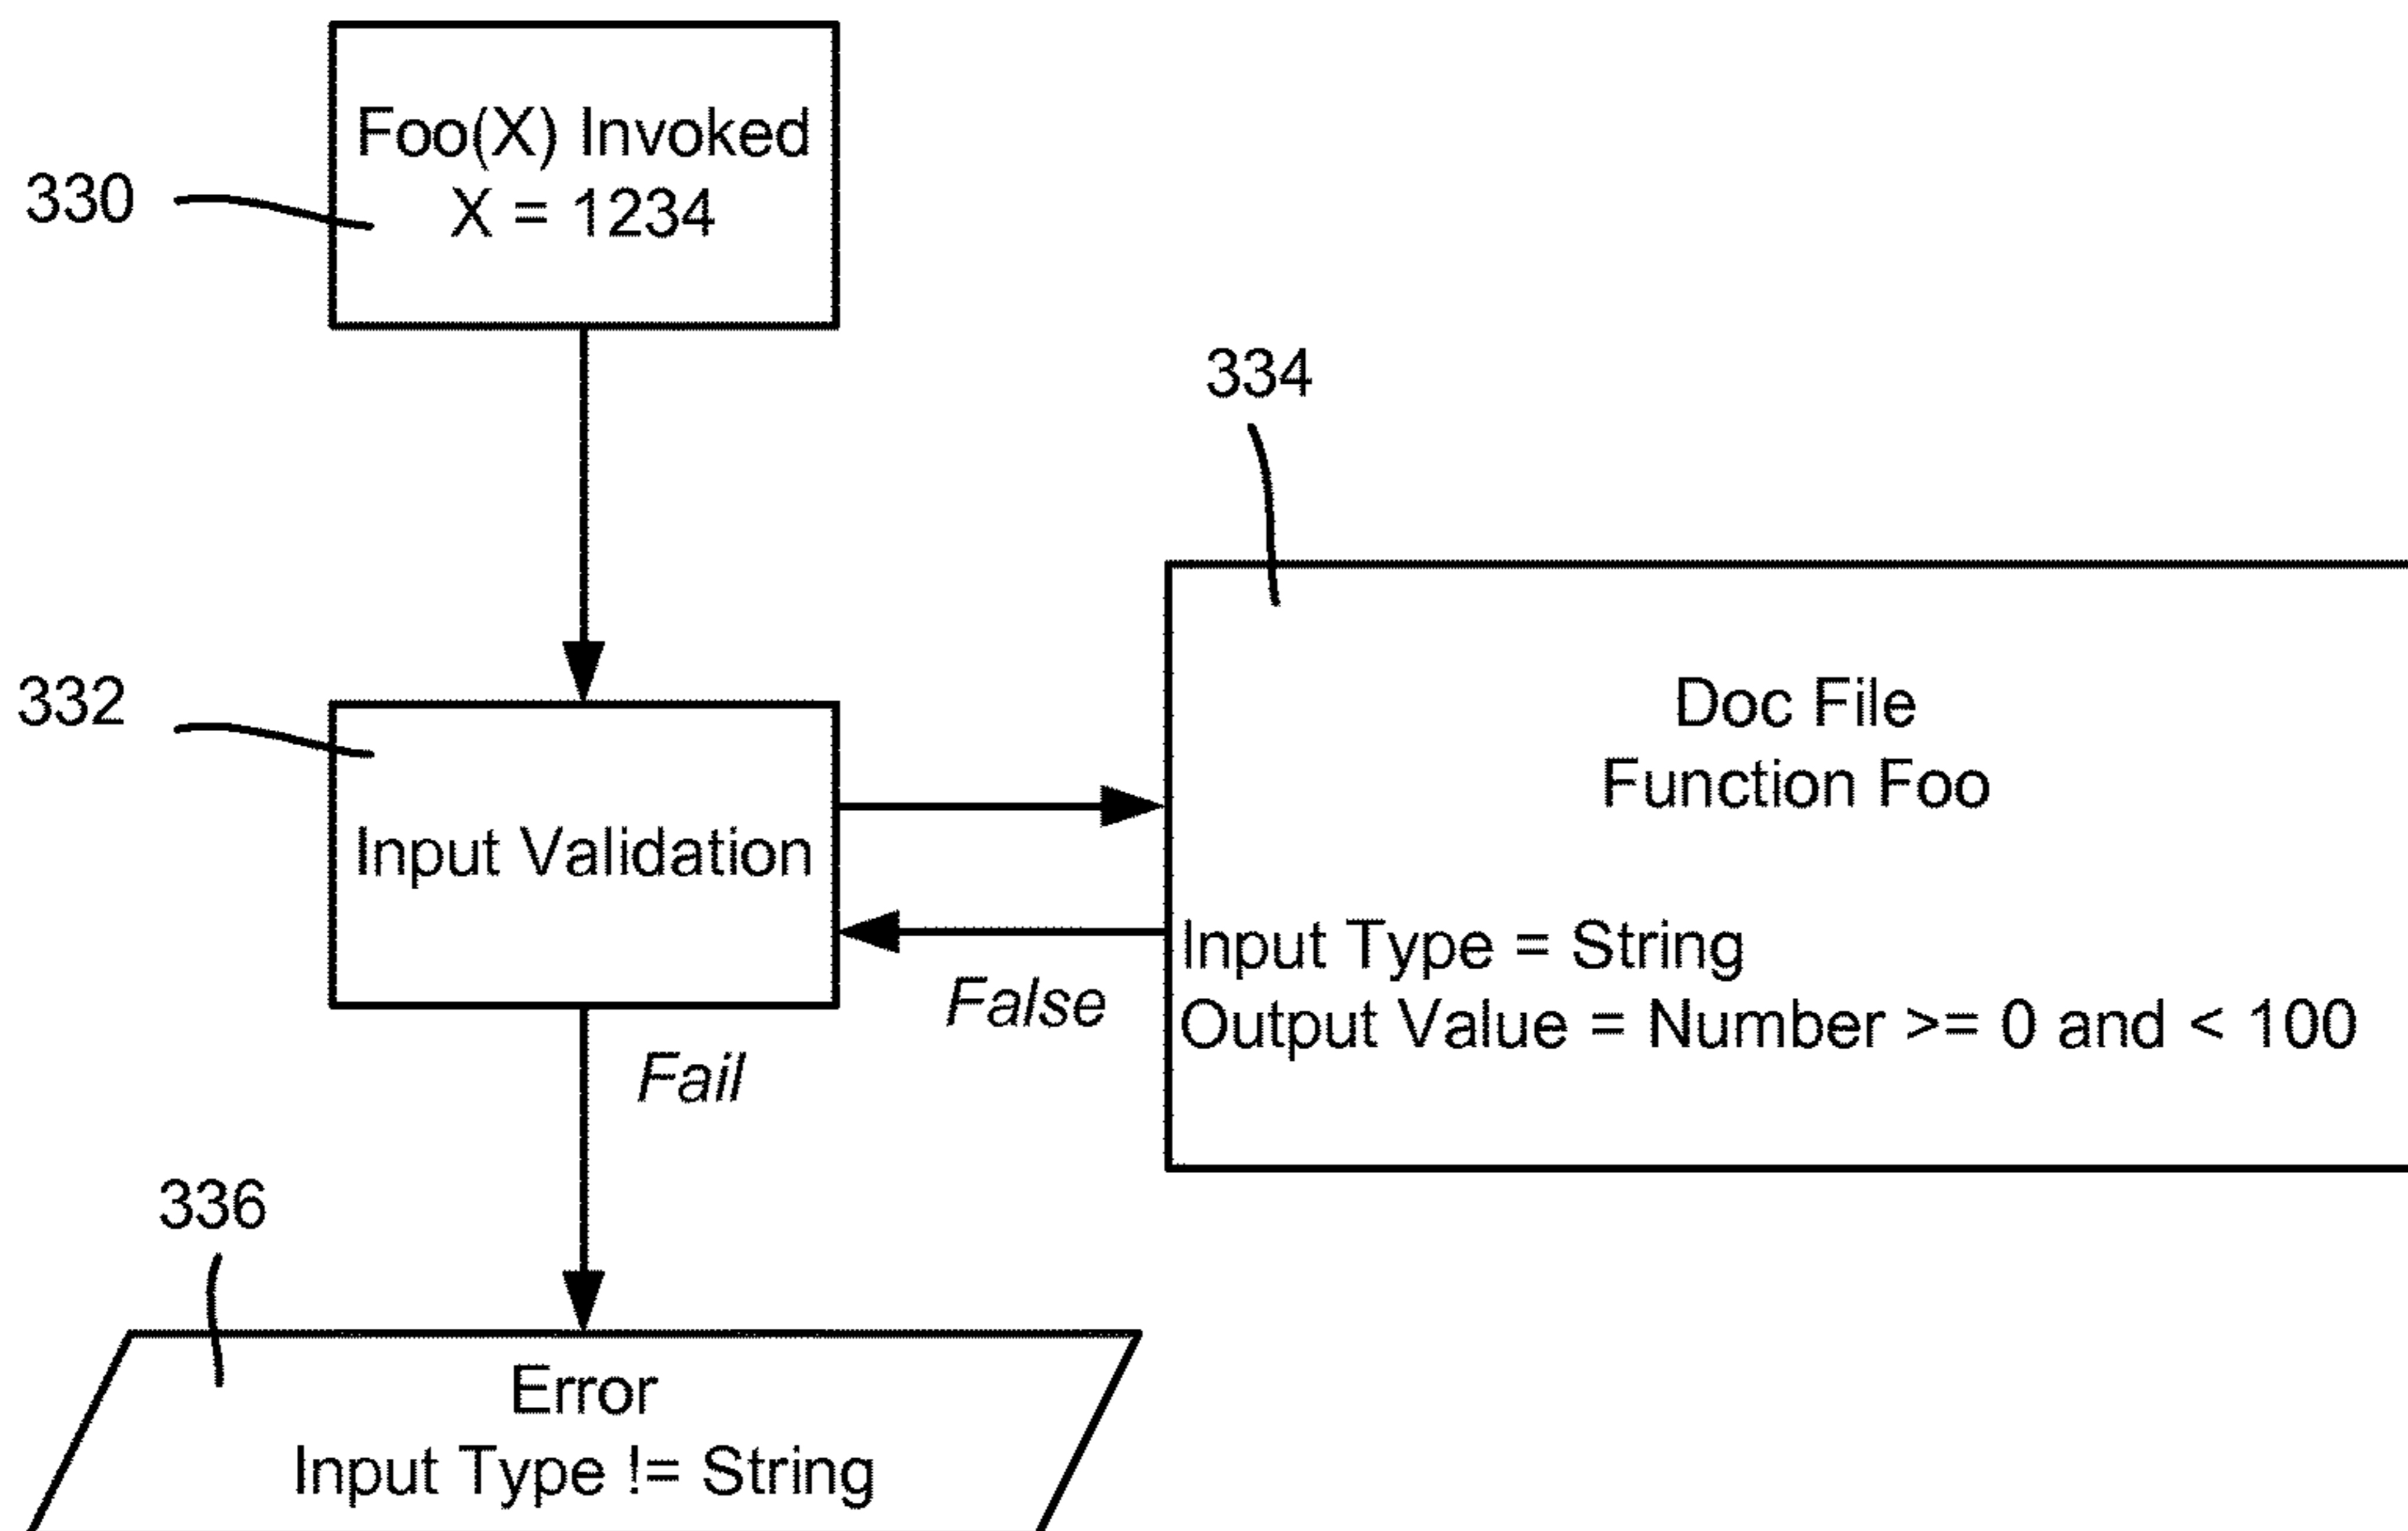 Foo(X) Invoked
X = 1234
330
334
332
Input Validation
Doc File
Function Foo
Input Type = String
Output Value = Number >= 0 and < 100
False
Fail
336
Error
Input Type != String